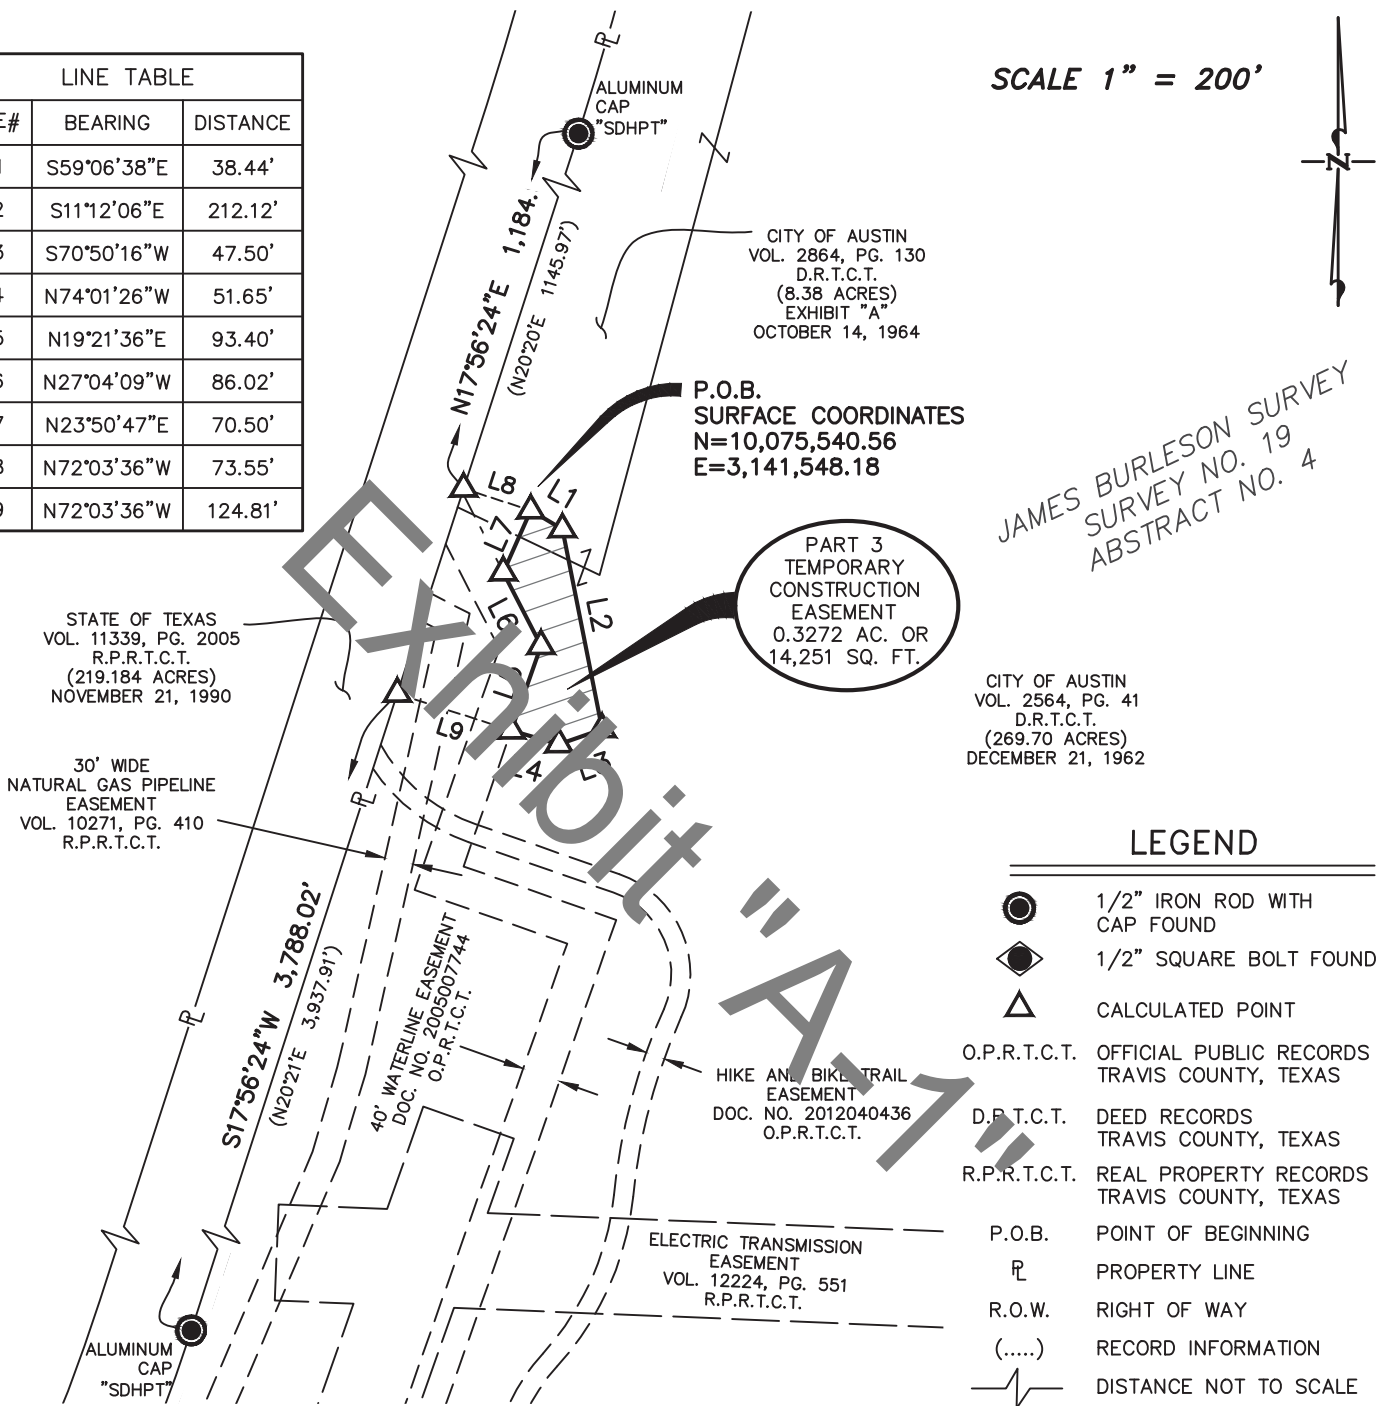 LINE TABLE
E# BEARING DISTANCE
1 S59°06'38"E 38.44'
2 S11°12'06"E 212.12'
3 S70°50'16"W 47.50'
4 N74°01'26"W 51.65'
5 N19°21'36"E 93.40'
6 N27°04'09"W 86.02'
7 N23°50'47"E 70.50'
8 N72°03'36"W 73.55'
9 N72°03'36"W 124.81'
ALUMINUM
CAP
"SDHPT"
SCALE 1" = 200'
N
N17°56'24"E 1,184.
(N20°20'E 1145.97')
CITY OF AUSTIN
VOL. 2864, PG. 130
D.R.T.C.T.
(8.38 ACRES)
EXHIBIT "A"
OCTOBER 14, 1964
P.O.B.
SURFACE COORDINATES
N=10,075,540.56
E=3,141,548.18
JAMES BURLESON SURVEY
SURVEY NO. 19
ABSTRACT NO. 4
L8
L1
L7
L2
L6
L9
PART 3
TEMPORARY
CONSTRUCTION
EASEMENT
0.3272 AC. OR
14,251 SQ. FT.
STATE OF TEXAS
VOL. 11339, PG. 2005
R.P.R.T.C.T.
(219.184 ACRES)
NOVEMBER 21, 1990
CITY OF AUSTIN
VOL. 2564, PG. 41
D.R.T.C.T.
(269.70 ACRES)
DECEMBER 21, 1962
30' WIDE
NATURAL GAS PIPELINE
EASEMENT
VOL. 10271, PG. 410
R.P.R.T.C.T.
Exhibit "A-1"
S17°56'24"W 3,788.02'
(N20°21'E 3,937.91')
40' WATERLINE EASEMENT
DOC. NO. 2005007744
O.P.R.T.C.T.
HIKE AND BIKE TRAIL
EASEMENT
DOC. NO. 2012040436
O.P.R.T.C.T.
ELECTRIC TRANSMISSION
EASEMENT
VOL. 12224, PG. 551
R.P.R.T.C.T.
ALUMINUM
CAP
"SDHPT"
LEGEND
1/2" IRON ROD WITH
CAP FOUND
1/2" SQUARE BOLT FOUND
CALCULATED POINT
O.P.R.T.C.T. OFFICIAL PUBLIC RECORDS
TRAVIS COUNTY, TEXAS
D.R.T.C.T. DEED RECORDS
TRAVIS COUNTY, TEXAS
R.P.R.T.C.T. REAL PROPERTY RECORDS
TRAVIS COUNTY, TEXAS
P.O.B. POINT OF BEGINNING
PL PROPERTY LINE
R.O.W. RIGHT OF WAY
(.....) RECORD INFORMATION
DISTANCE NOT TO SCALE